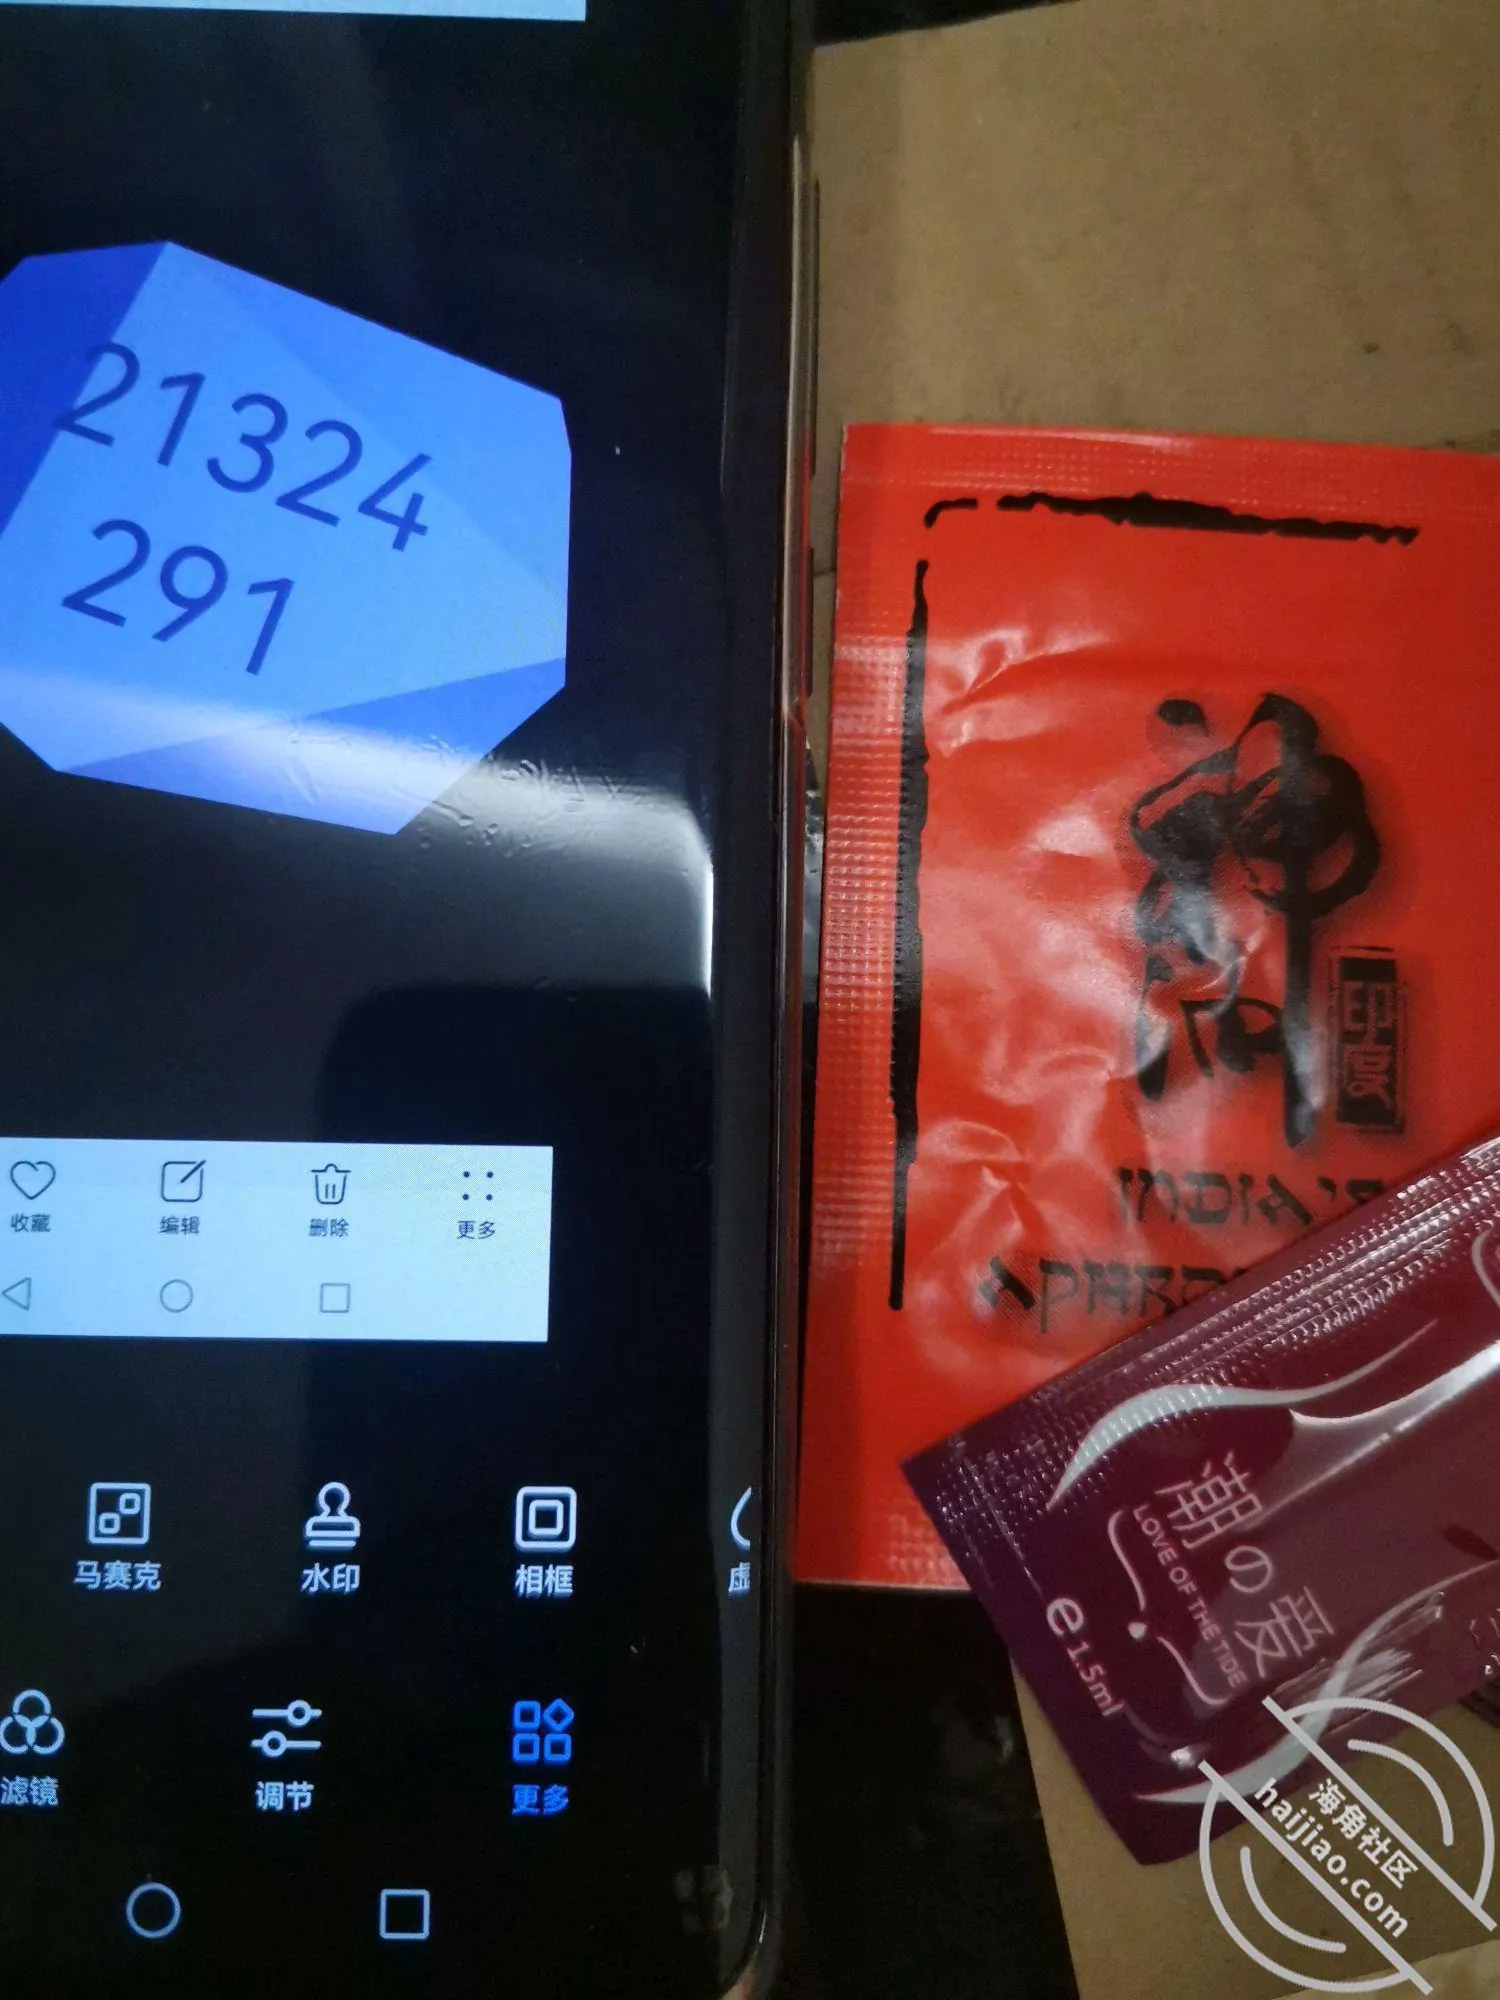 21324
291
收藏
编辑
删除
更多
马赛克
水印
相框
滤镜
调节
更多
神油
印度
潮の爱
LOVE OF THE TIDE
e 1.5ml
海角社区
haijiao.com